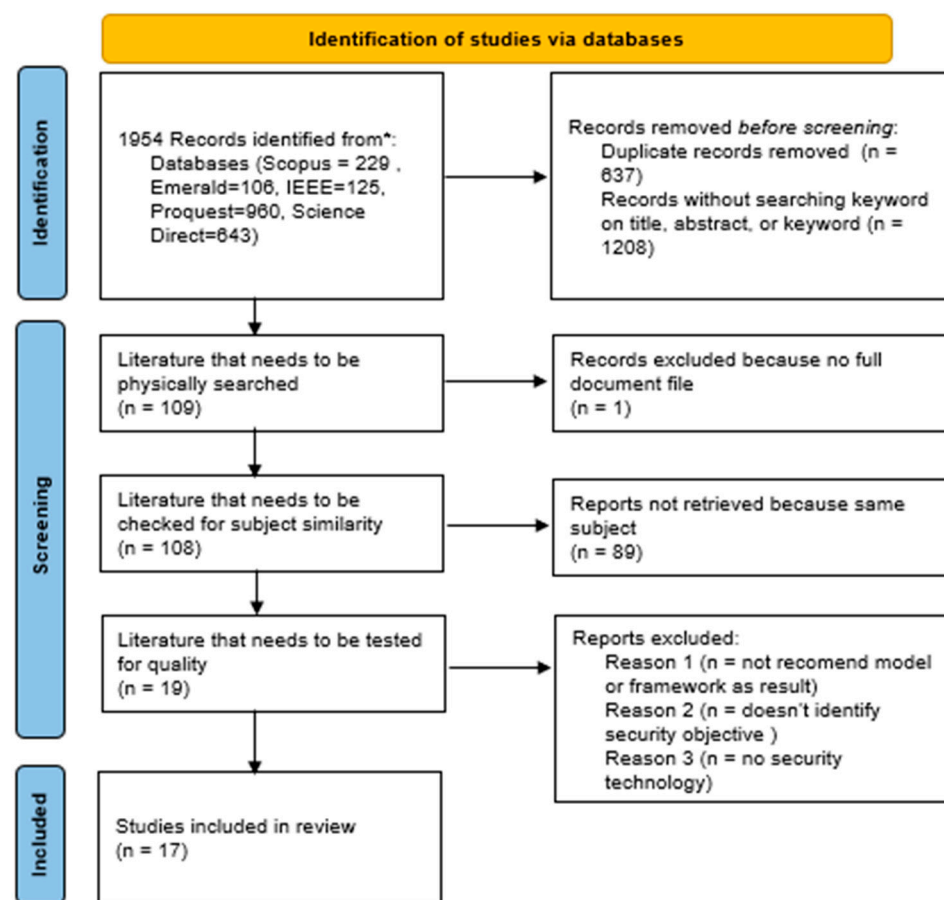 Identification of studies via databases
Identification
1954 Records identified from*:
Databases (Scopus = 229 ,
Emerald=106, IEEE=125,
Proquest=960, Science
Direct=643)
Records removed before screening:
Duplicate records removed (n =
637)
Records without searching keyword
on title, abstract, or keyword (n =
1208)
Screening
Literature that needs to be
physically searched
(n = 109)
Records excluded because no full
document file
(n = 1)
Literature that needs to be
checked for subject similarity
(n = 108)
Reports not retrieved because same
subject
(n = 89)
Literature that needs to be tested
for quality
(n = 19)
Reports excluded:
Reason 1 (n = not recomend model
or framework as result)
Reason 2 (n = doesn't identify
security objective )
Reason 3 (n = no security
technology)
Included
Studies included in review
(n = 17)